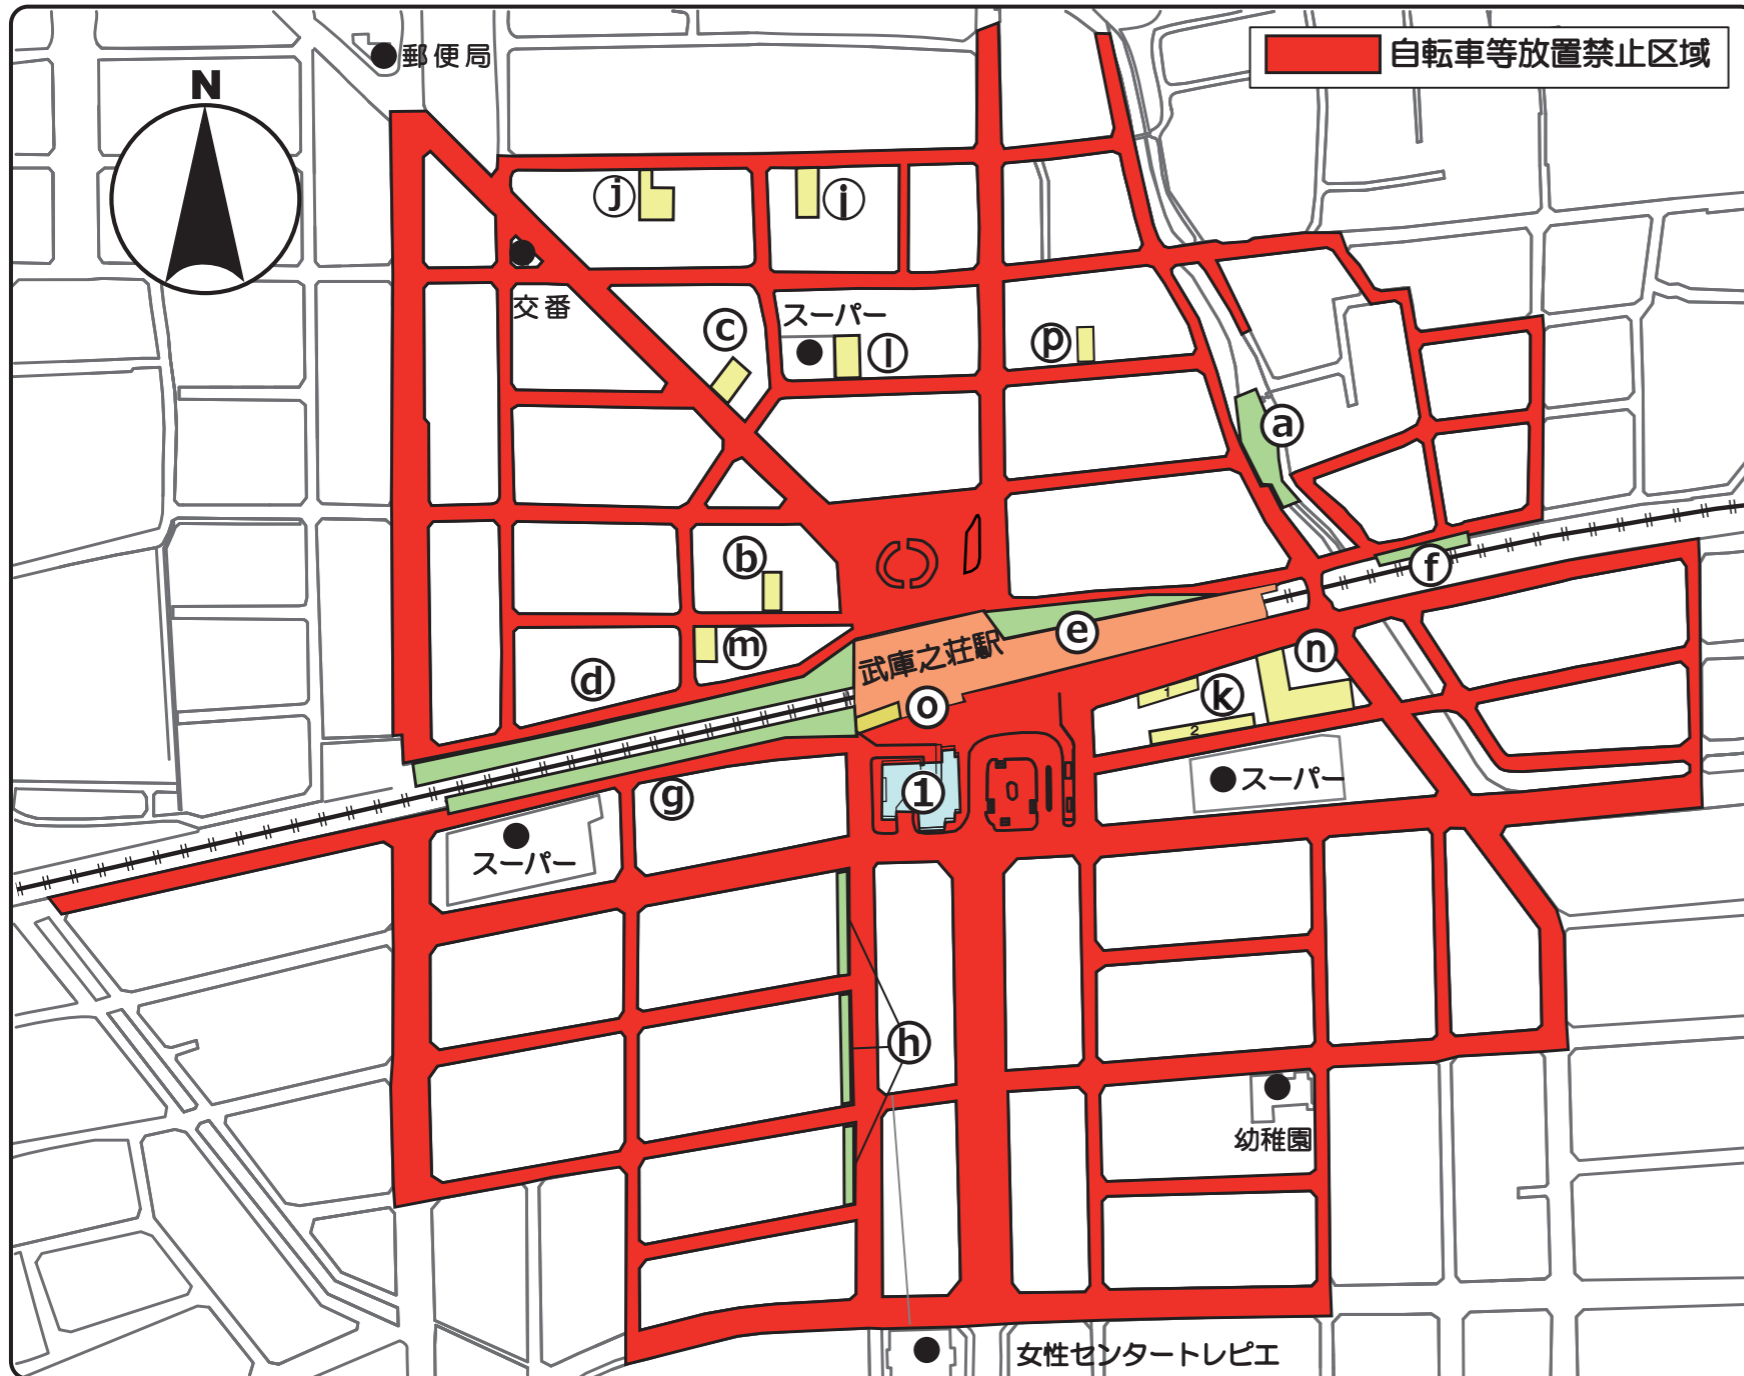 郵便局
自転車等放置禁止区域
N
j
i
交番
c
スーパー
l
p
a
b
f
m
武庫之荘駅
e
n
d
o
1
k
2
g
1
スーパー
スーパー
h
幼稚園
女性センタートレピエ